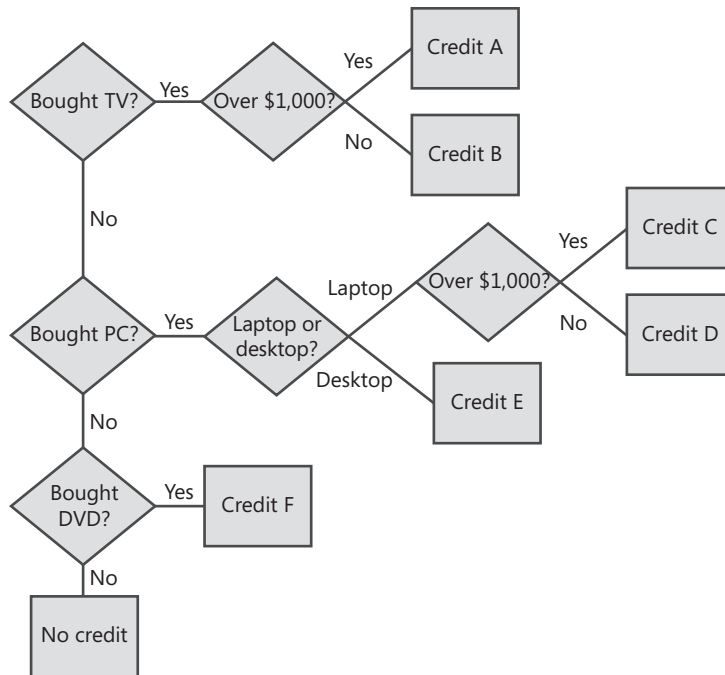 Bought TV?
Yes
Over $1,000?
Yes
Credit A
No
Credit B
No
Bought PC?
Yes
Laptop or
desktop?
Laptop
Over $1,000?
Yes
Credit C
No
Credit D
Desktop
Credit E
No
Bought
DVD?
Yes
Credit F
No
No credit